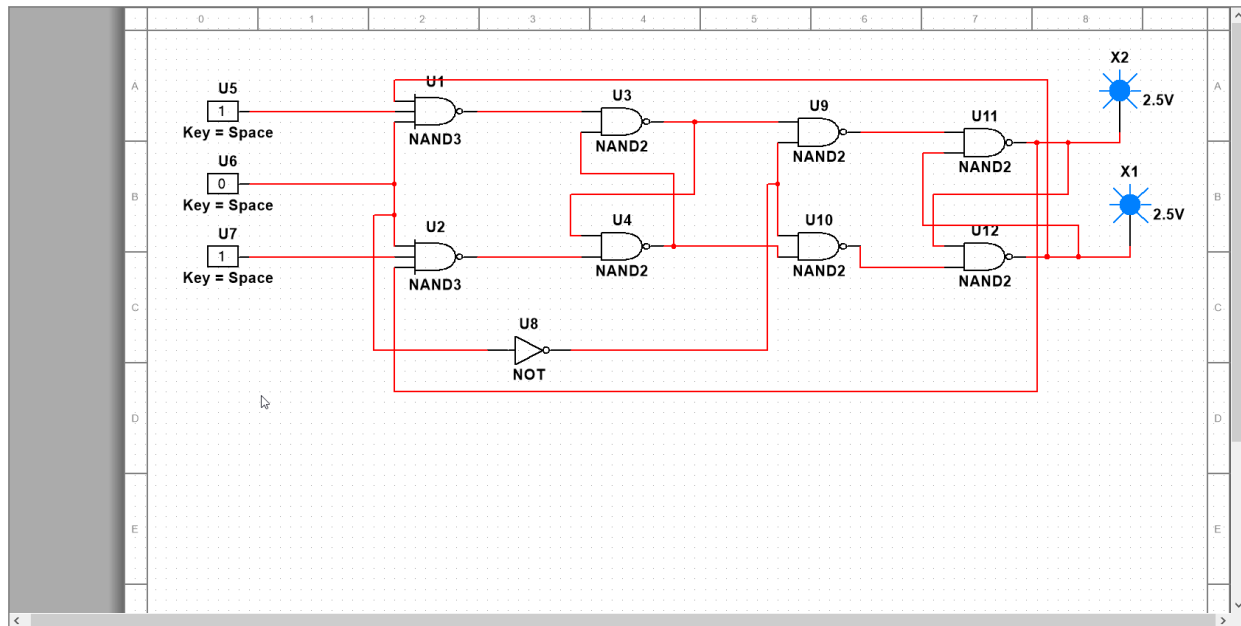 0 1 2 3 4 5 6 7 8
A A
B B
C C
D D
E E
U5
1
Key = Space
U6
0
Key = Space
U7
1
Key = Space
U1
NAND3
U2
NAND3
U3
NAND2
U4
NAND2
U8
NOT
U9
NAND2
U10
NAND2
U11
NAND2
U12
NAND2
X2
2.5V
X1
2.5V